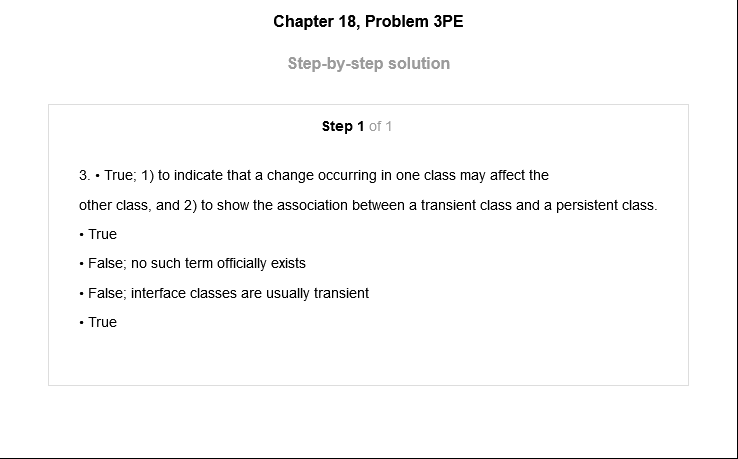 Chapter 18, Problem 3PE
Step-by-step solution
Step 1 of 1
3. • True; 1) to indicate that a change occurring in one class may affect the
other class, and 2) to show the association between a transient class and a persistent class.
• True
• False; no such term officially exists
• False; interface classes are usually transient
• True